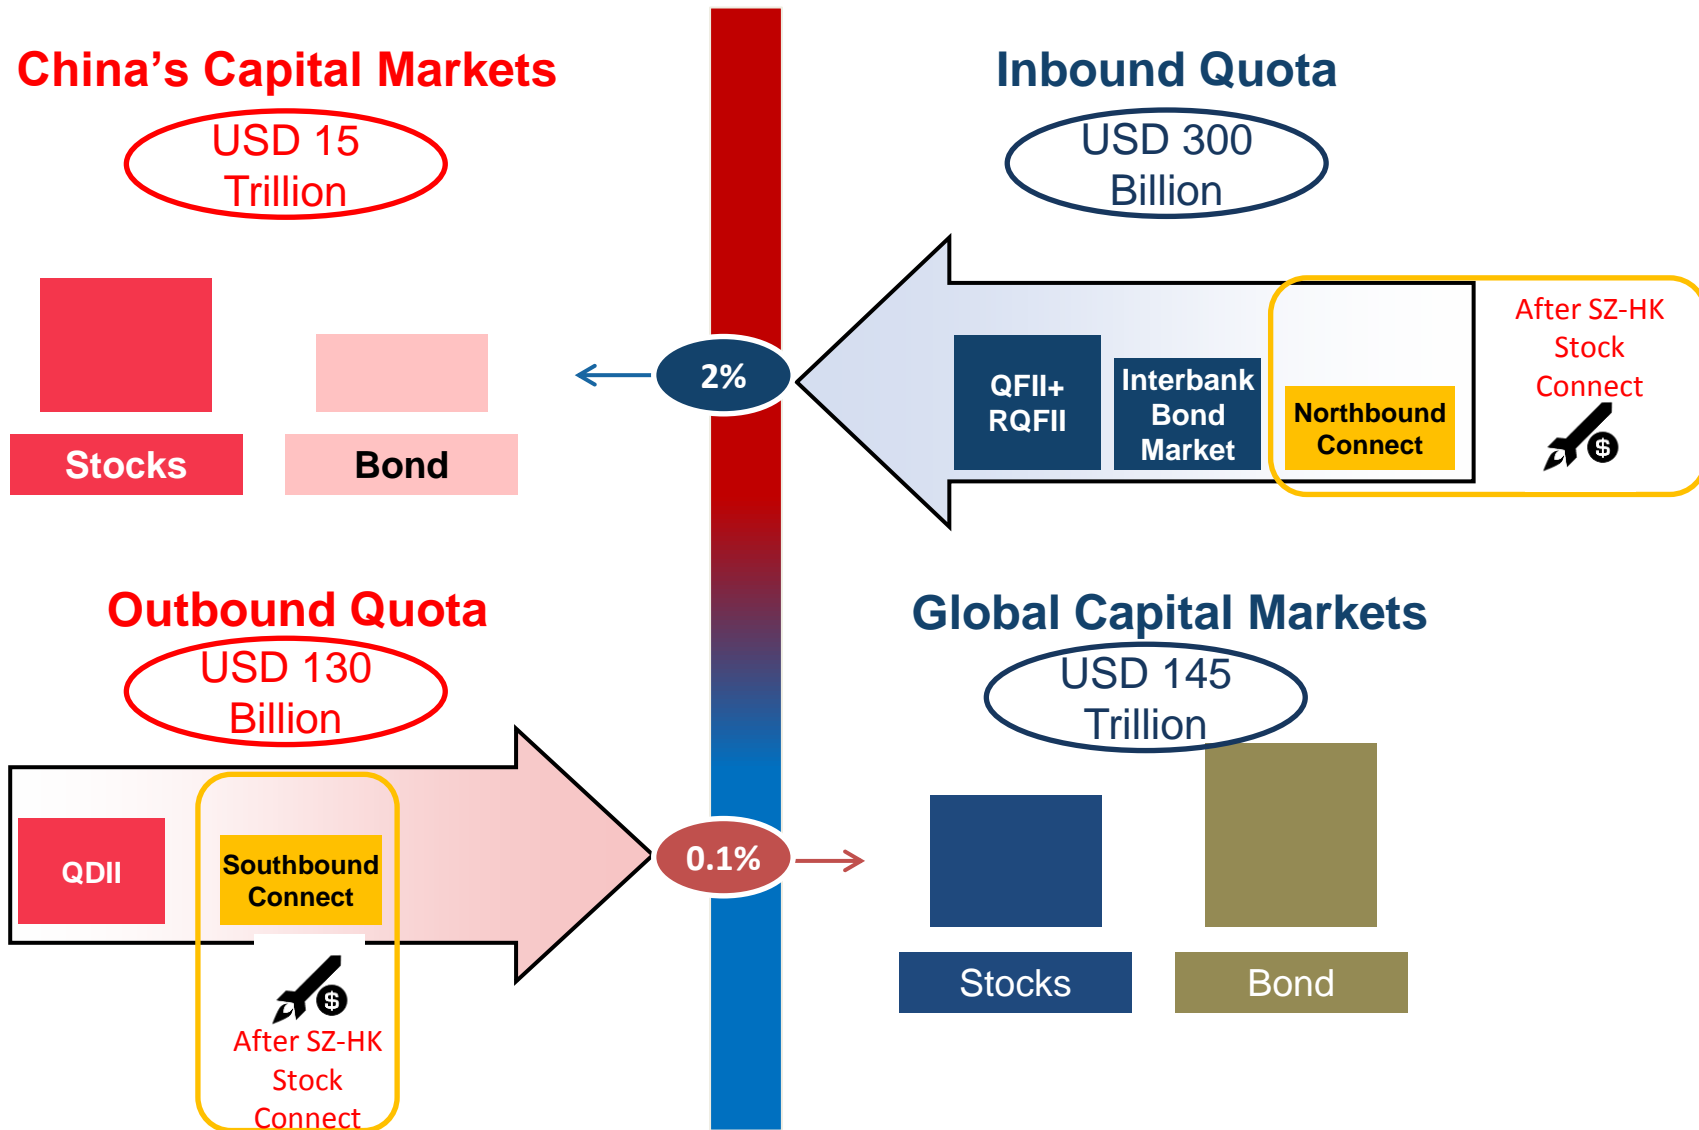 China’s Capital Markets
USD 15
Trillion
Stocks
Bond
Inbound Quota
USD 300
Billion
2%
QFII+
RQFII
Interbank
Bond
Market
Northbound
Connect
After SZ-HK
Stock
Connect
$
Outbound Quota
USD 130
Billion
QDII
Southbound
Connect
$
After SZ-HK
Stock
Connect
0.1%
Global Capital Markets
USD 145
Trillion
Stocks
Bond